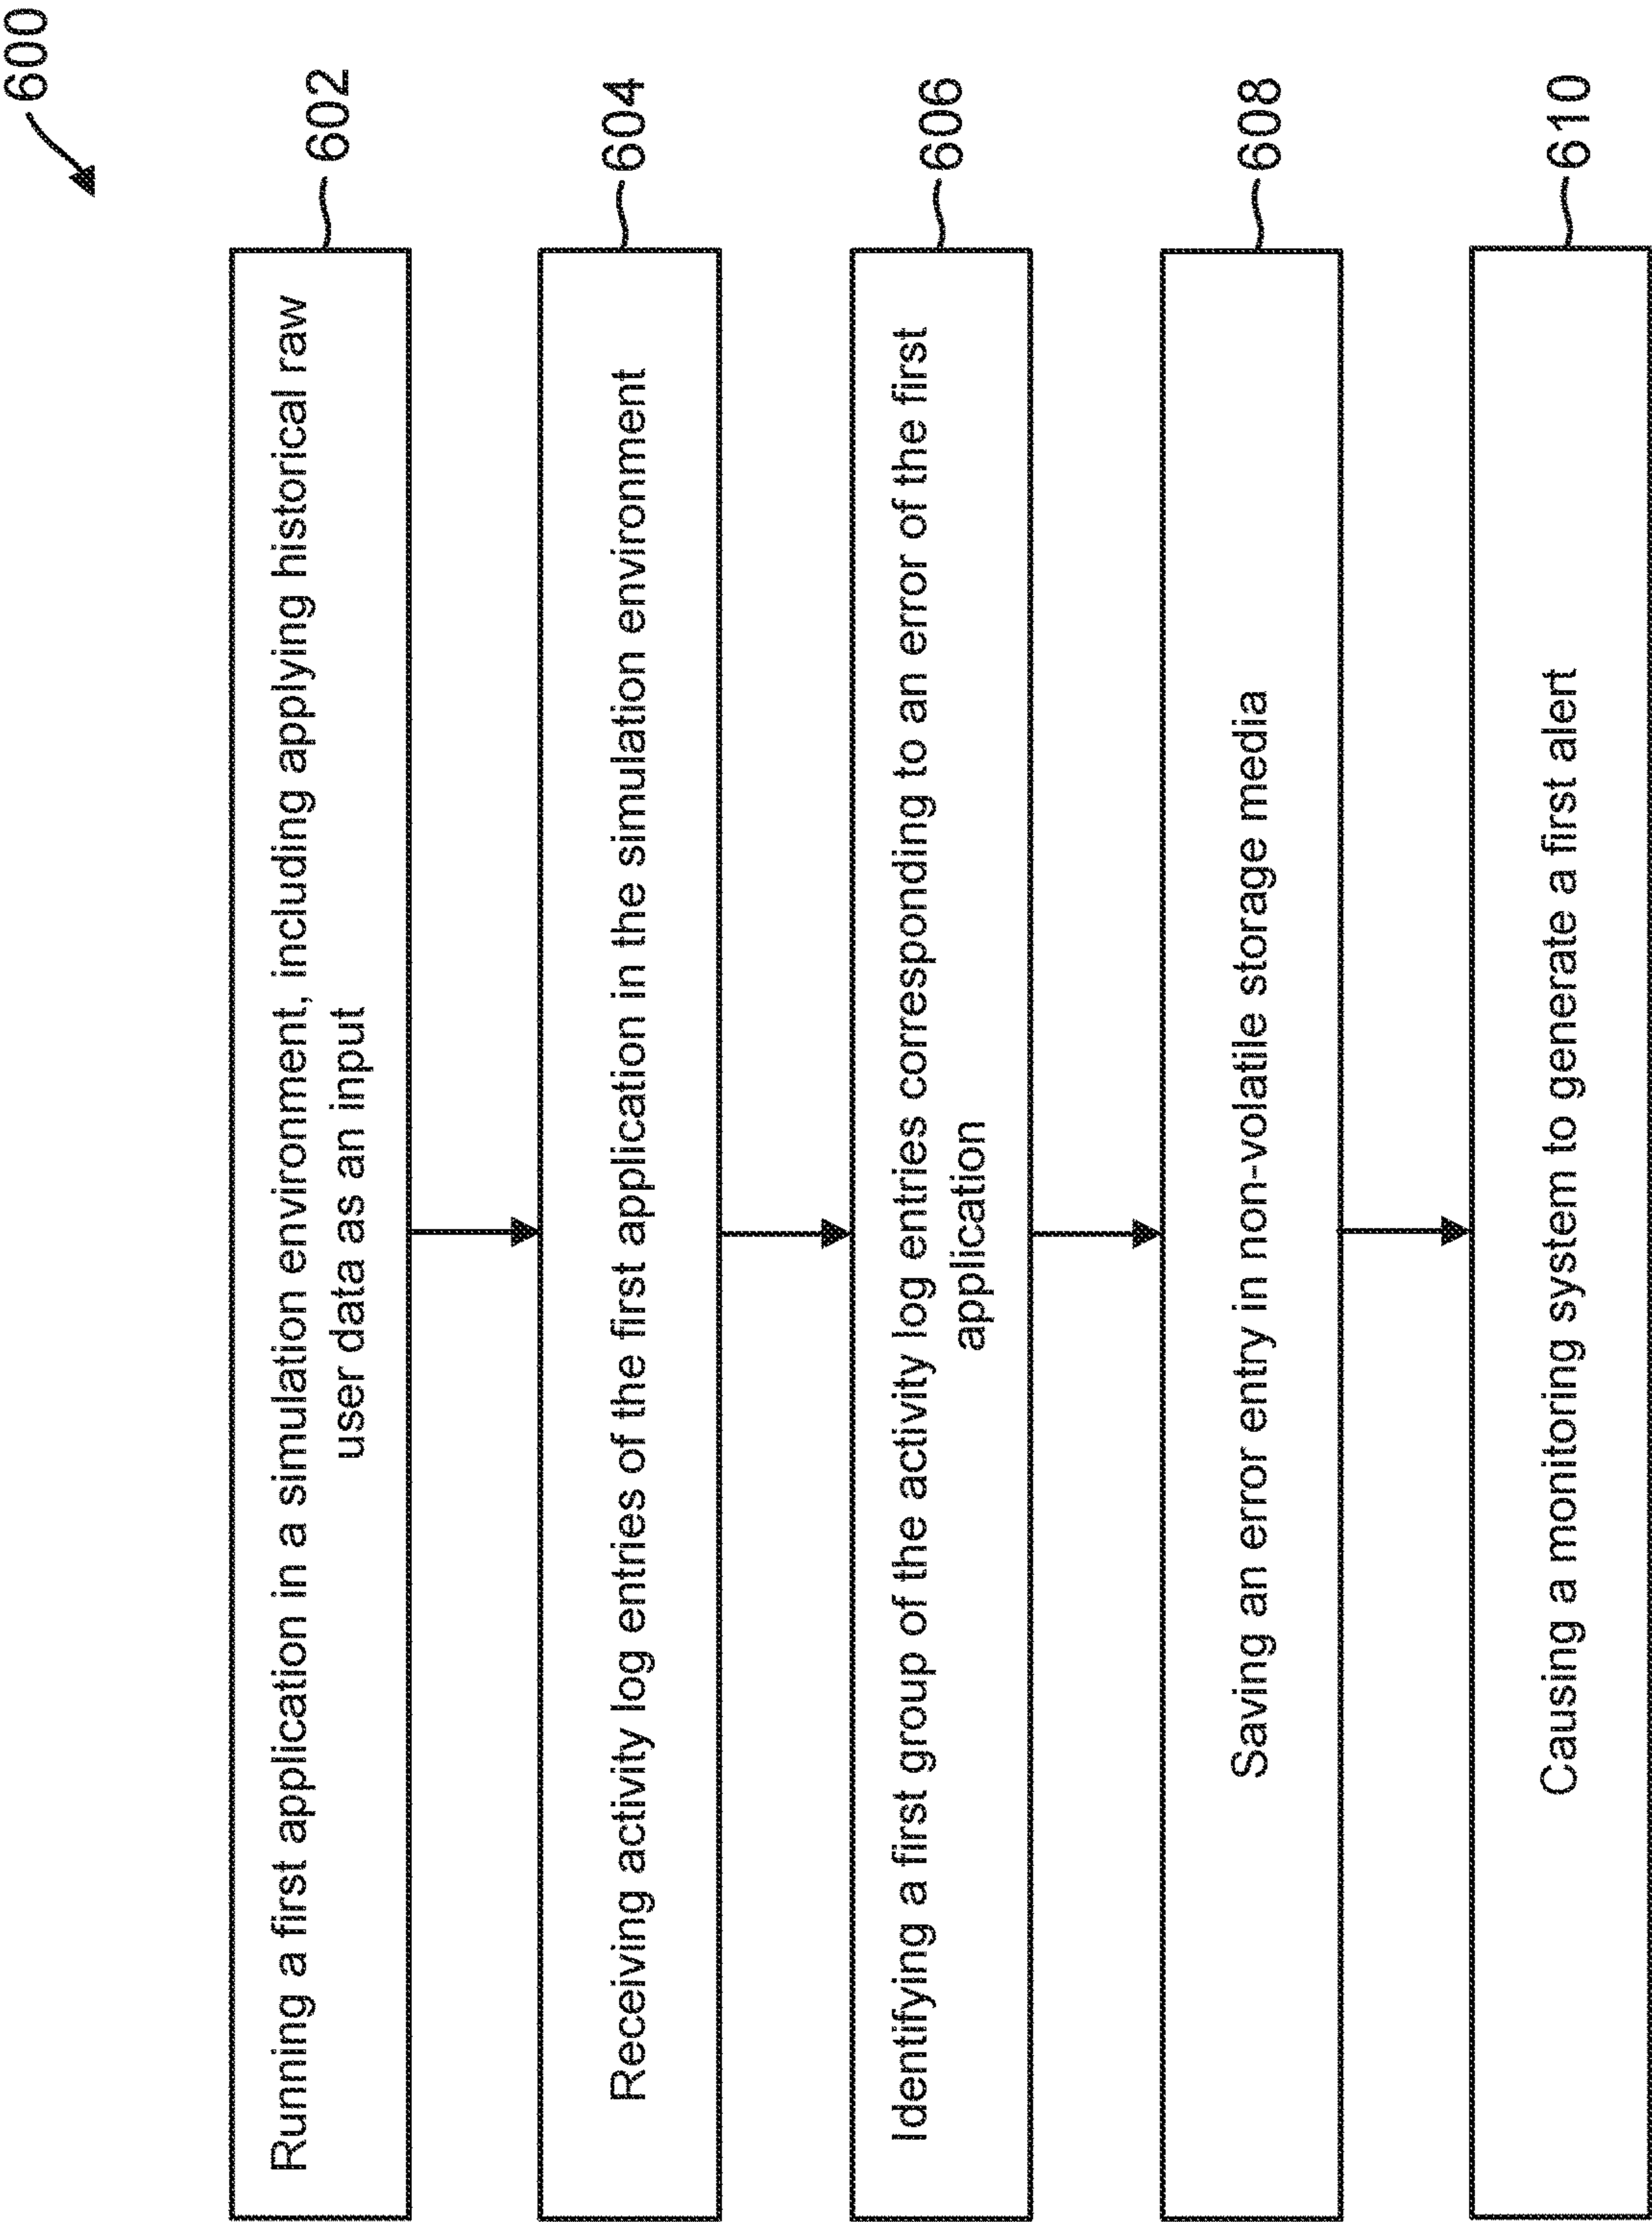 600
Running a first application in a simulation environment, including applying historical raw
user data as an input
602
Receiving activity log entries of the first application in the simulation environment
604
Identifying a first group of the activity log entries corresponding to an error of the first
application
606
Saving an error entry in non-volatile storage media
608
Causing a monitoring system to generate a first alert
610